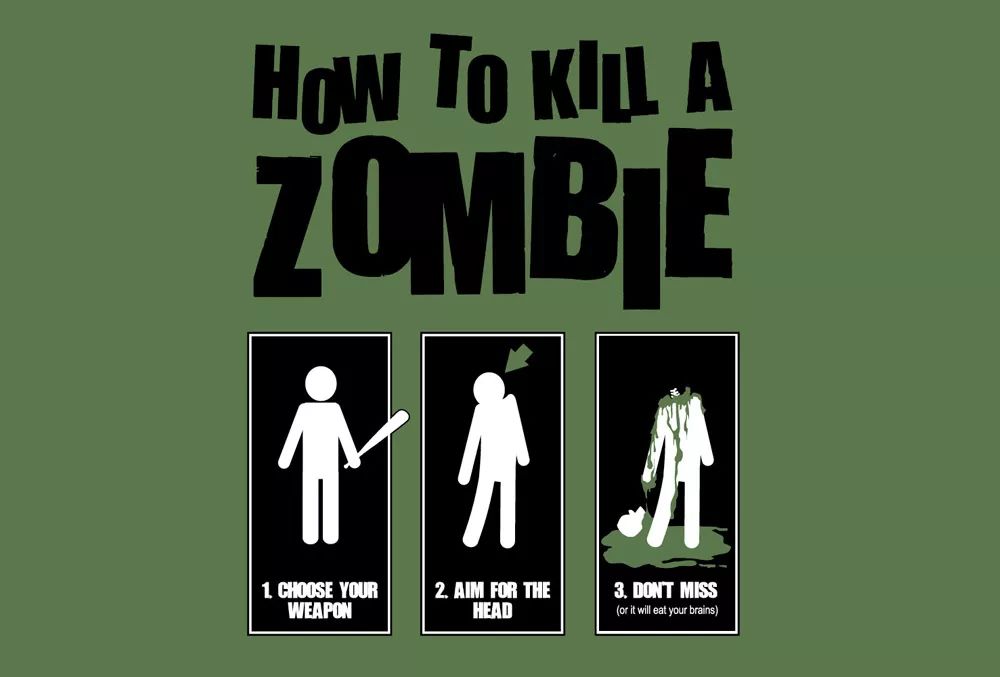 HOW TO KILL A
ZOMBIE
1. CHOOSE YOUR
WEAPON
2. AIM FOR THE
HEAD
3. DON'T MISS
(or it will eat your brains)